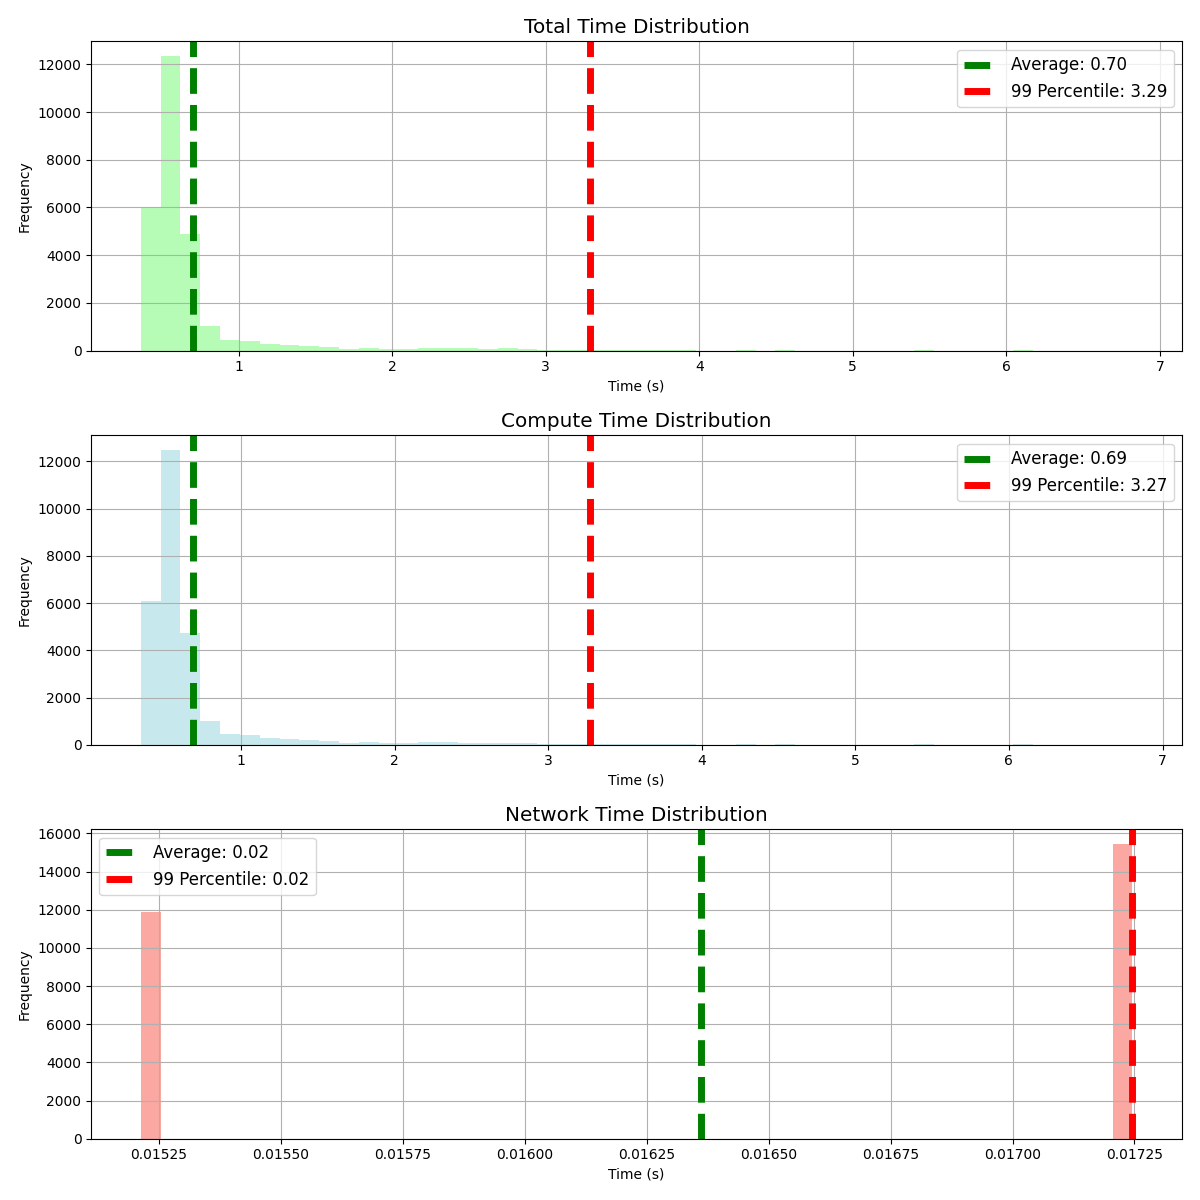 Total Time Distribution
Frequency
12000
10000
8000
6000
4000
2000
0
Average: 0.70
99 Percentile: 3.29
1 2 3 4 5 6 7
Time (s)
Compute Time Distribution
Frequency
12000
10000
8000
6000
4000
2000
0
Average: 0.69
99 Percentile: 3.27
1 2 3 4 5 6 7
Time (s)
Network Time Distribution
Frequency
16000
14000
12000
10000
8000
6000
4000
2000
0
Average: 0.02
99 Percentile: 0.02
0.01525 0.01550 0.01575 0.01600 0.01625 0.01650 0.01675 0.01700 0.01725
Time (s)